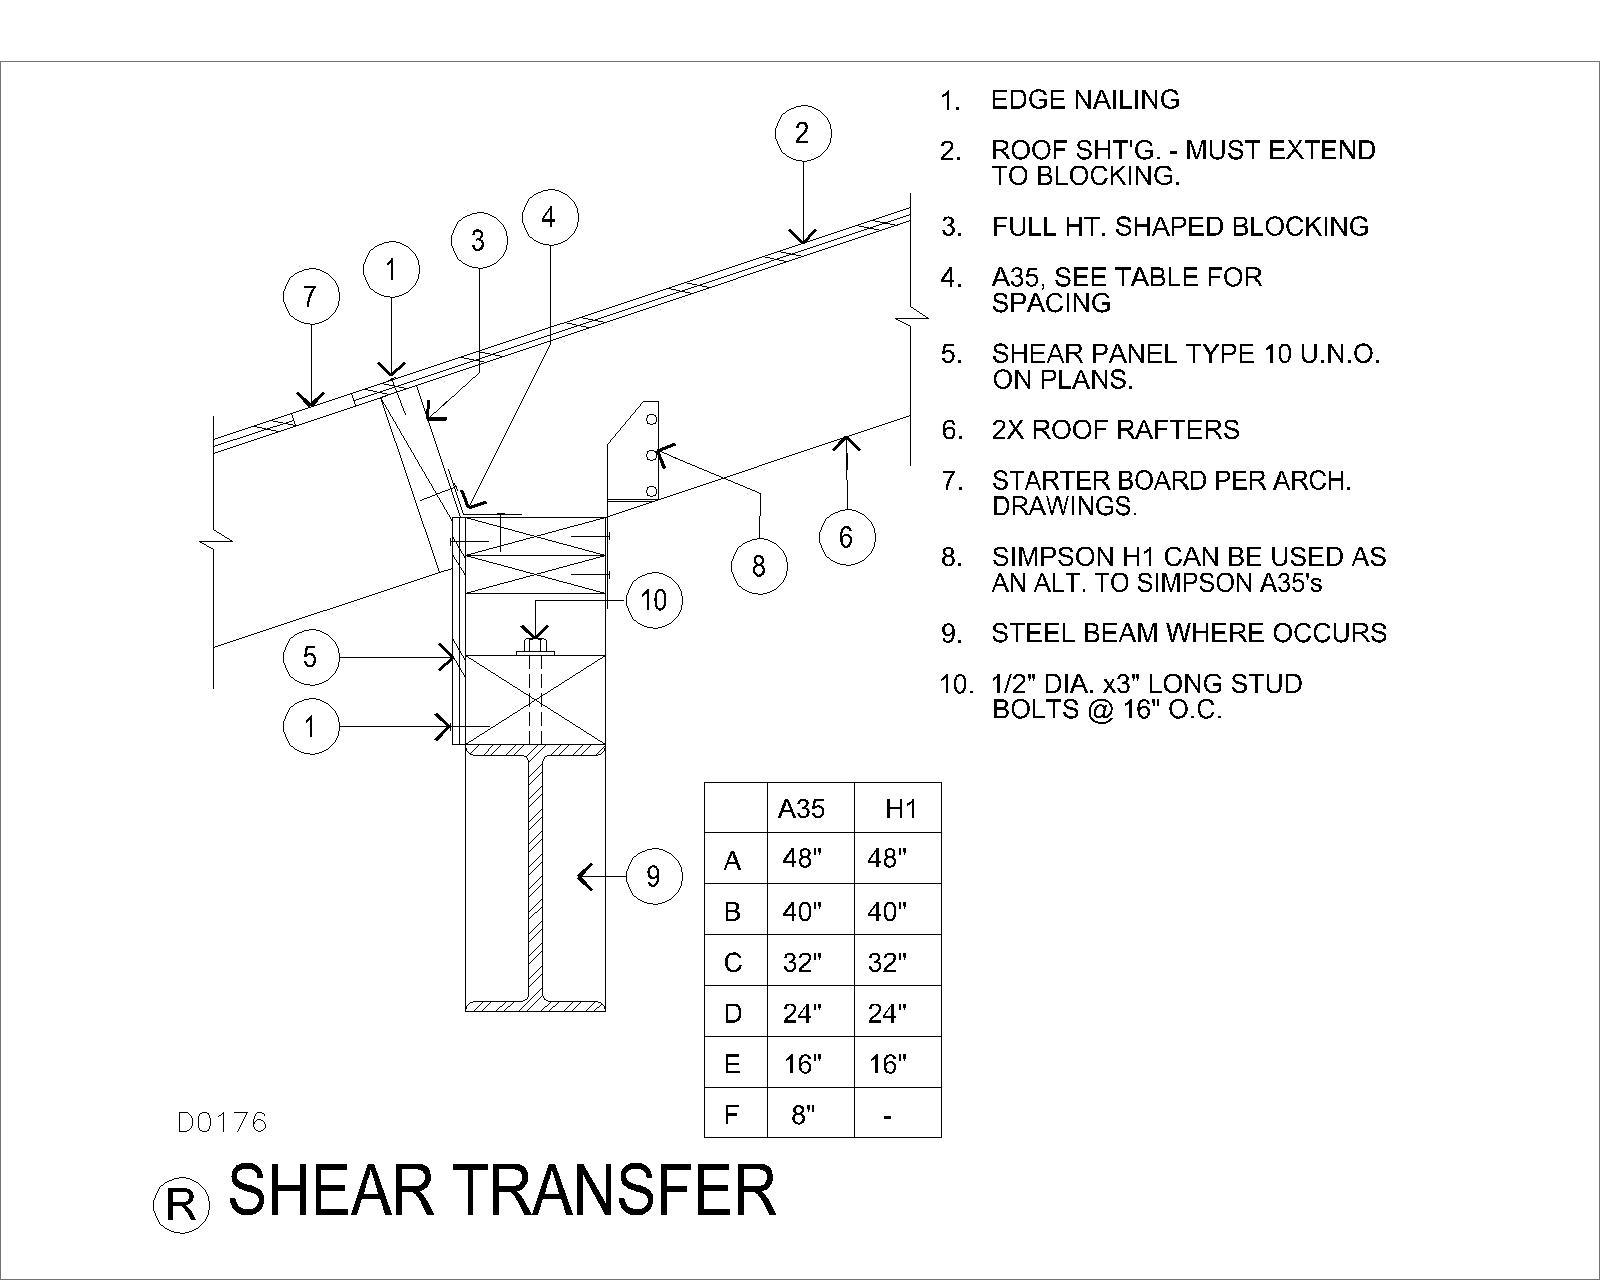 1. EDGE NAILING
2. ROOF SHT'G. - MUST EXTEND
TO BLOCKING.
3. FULL HT. SHAPED BLOCKING
4. A35, SEE TABLE FOR
SPACING
5. SHEAR PANEL TYPE 10 U.N.O.
ON PLANS.
6. 2X ROOF RAFTERS
7. STARTER BOARD PER ARCH.
DRAWINGS.
8. SIMPSON H1 CAN BE USED AS
AN ALT. TO SIMPSON A35's
9. STEEL BEAM WHERE OCCURS
10. 1/2" DIA. x3" LONG STUD
BOLTS @ 16" O.C.
2
4
3
1
7
6
8
10
5
1
9
A35 H1
A 48" 48"
B 40" 40"
C 32" 32"
D 24" 24"
E 16" 16"
F 8" -
D0176
R SHEAR TRANSFER